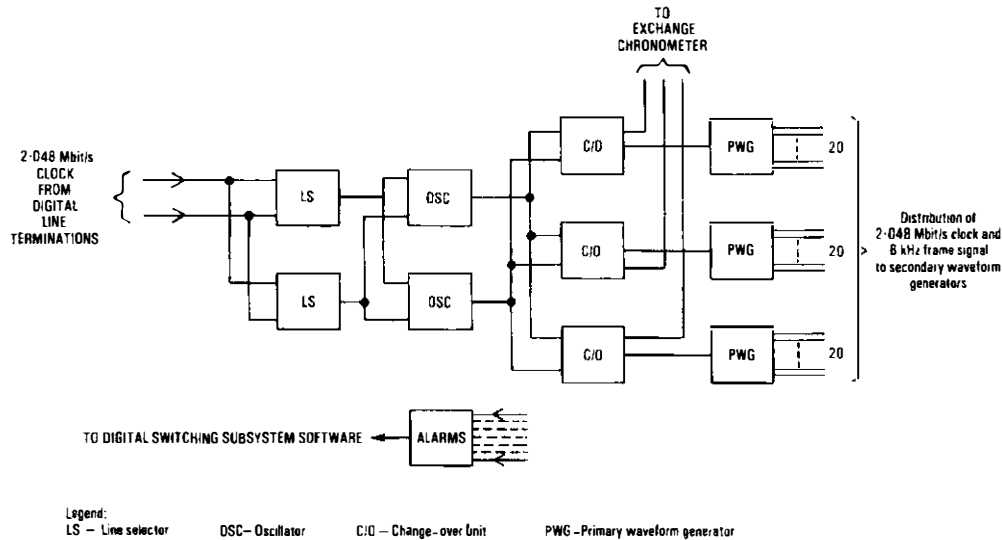 TO
EXCHANGE
CHRONOMETER
2·048 Mbit/s
CLOCK
FROM
DIGITAL
LINE
TERMINATIONS
LS
OSC
C/O
PWG
20
LS
OSC
C/O
PWG
20
C/O
PWG
20
Distribution of
2·048 Mbit/s clock and
8 kHz frame signal
to secondary waveform
generators
TO DIGITAL SWITCHING SUBSYSTEM SOFTWARE
ALARMS
Legend:
LS – Line selector OSC – Oscillator C/O – Change-over unit PWG – Primary waveform generator